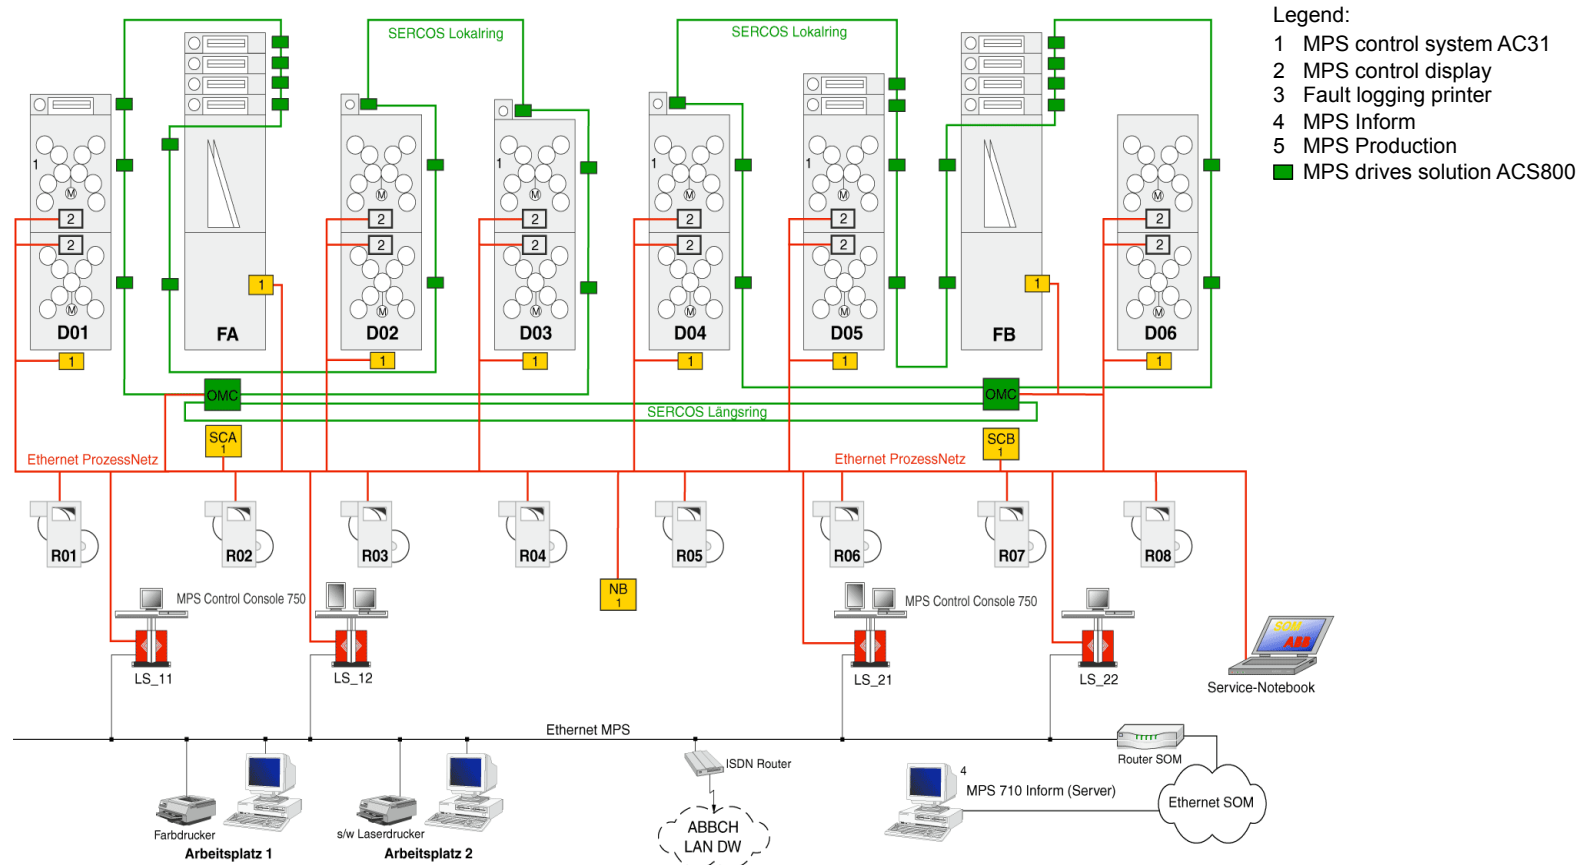 Legend:
1 MPS control system AC31
2 MPS control display
3 Fault logging printer
4 MPS Inform
5 MPS Production
MPS drives solution ACS800
SERCOS Lokalring
SERCOS Lokalring
1
1
1
M
M
M
M
M
M
2
2
2
2
2
2
2
2
2
2
2
2
1
1
M
M
M
M
M
M
D01
FA
D02
D03
D04
D05
FB
D06
1
1
1
1
1
1
OMC
OMC
SERCOS Längsring
SCA
1
SCB
1
Ethernet ProzessNetz
Ethernet ProzessNetz
R01
R02
R03
R04
R05
R06
R07
R08
NB
1
MPS Control Console 750
MPS Control Console 750
SOM
ABB
LS_11
LS_12
LS_21
LS_22
Service-Notebook
Ethernet MPS
Router SOM
ISDN Router
4
MPS 710 Inform (Server)
Ethernet SOM
Farbdrucker
s/w Laserdrucker
ABBCH
LAN DW
Arbeitsplatz 1
Arbeitsplatz 2